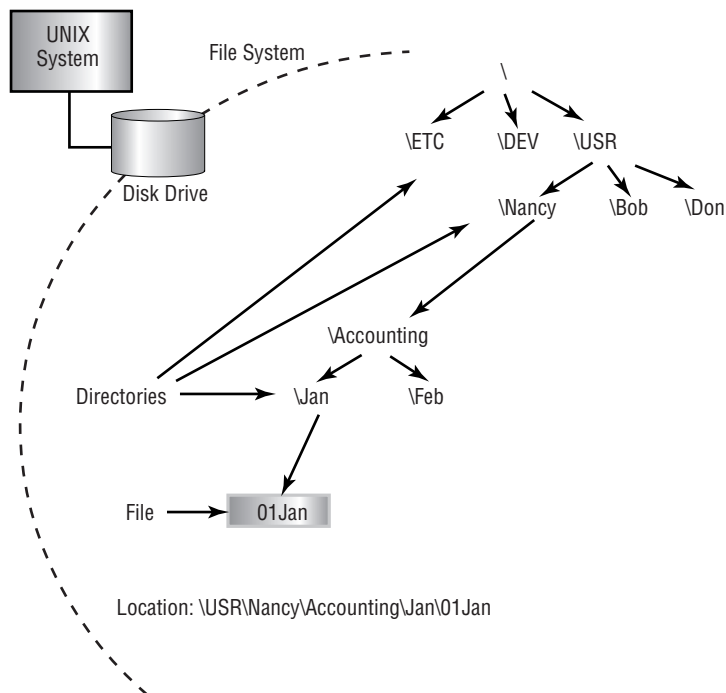 UNIX
System
File System
Disk Drive
\
\ETC
\DEV
\USR
\Nancy
\Bob
\Don
\Accounting
Directories
\Jan
\Feb
File
01Jan
Location: \USR\Nancy\Accounting\Jan\01Jan